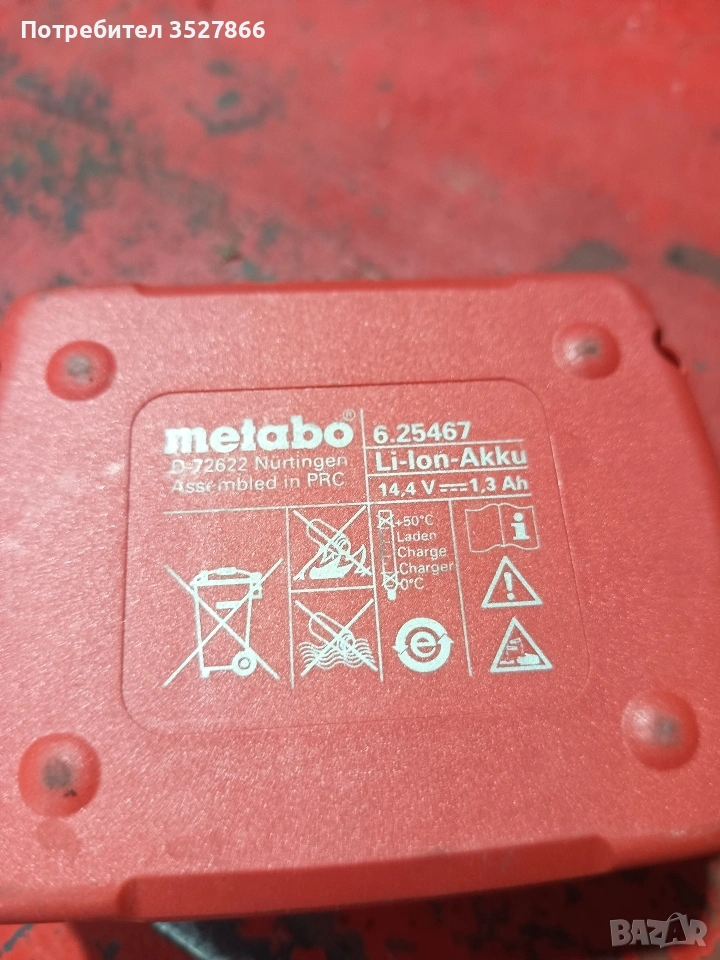 Потребител 3527866
metabo®
D-72622 Nürtingen
Assembled in PRC
6.25467
Li-Ion-Akku
14,4 V 1,3 Ah
+50°C
Laden
Charge
Charger
0°C
i
e
BAZAR